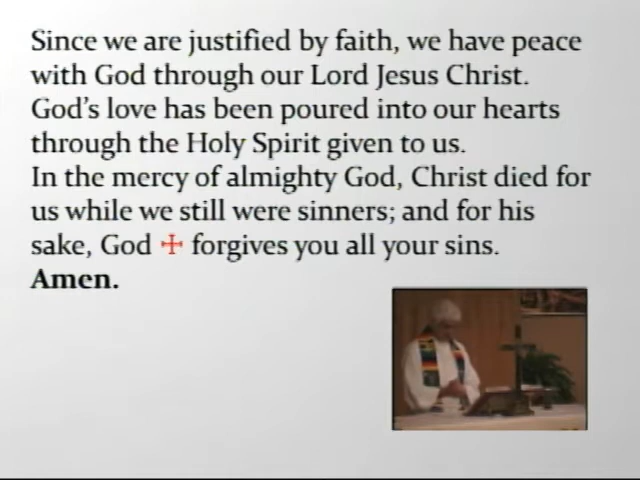 Since we are justified by faith, we have peace
with God through our Lord Jesus Christ.
God's love has been poured into our hearts
through the Holy Spirit given to us.
In the mercy of almighty God, Christ died for
us while we still were sinners; and for his
sake, God ☩ forgives you all your sins.
Amen.